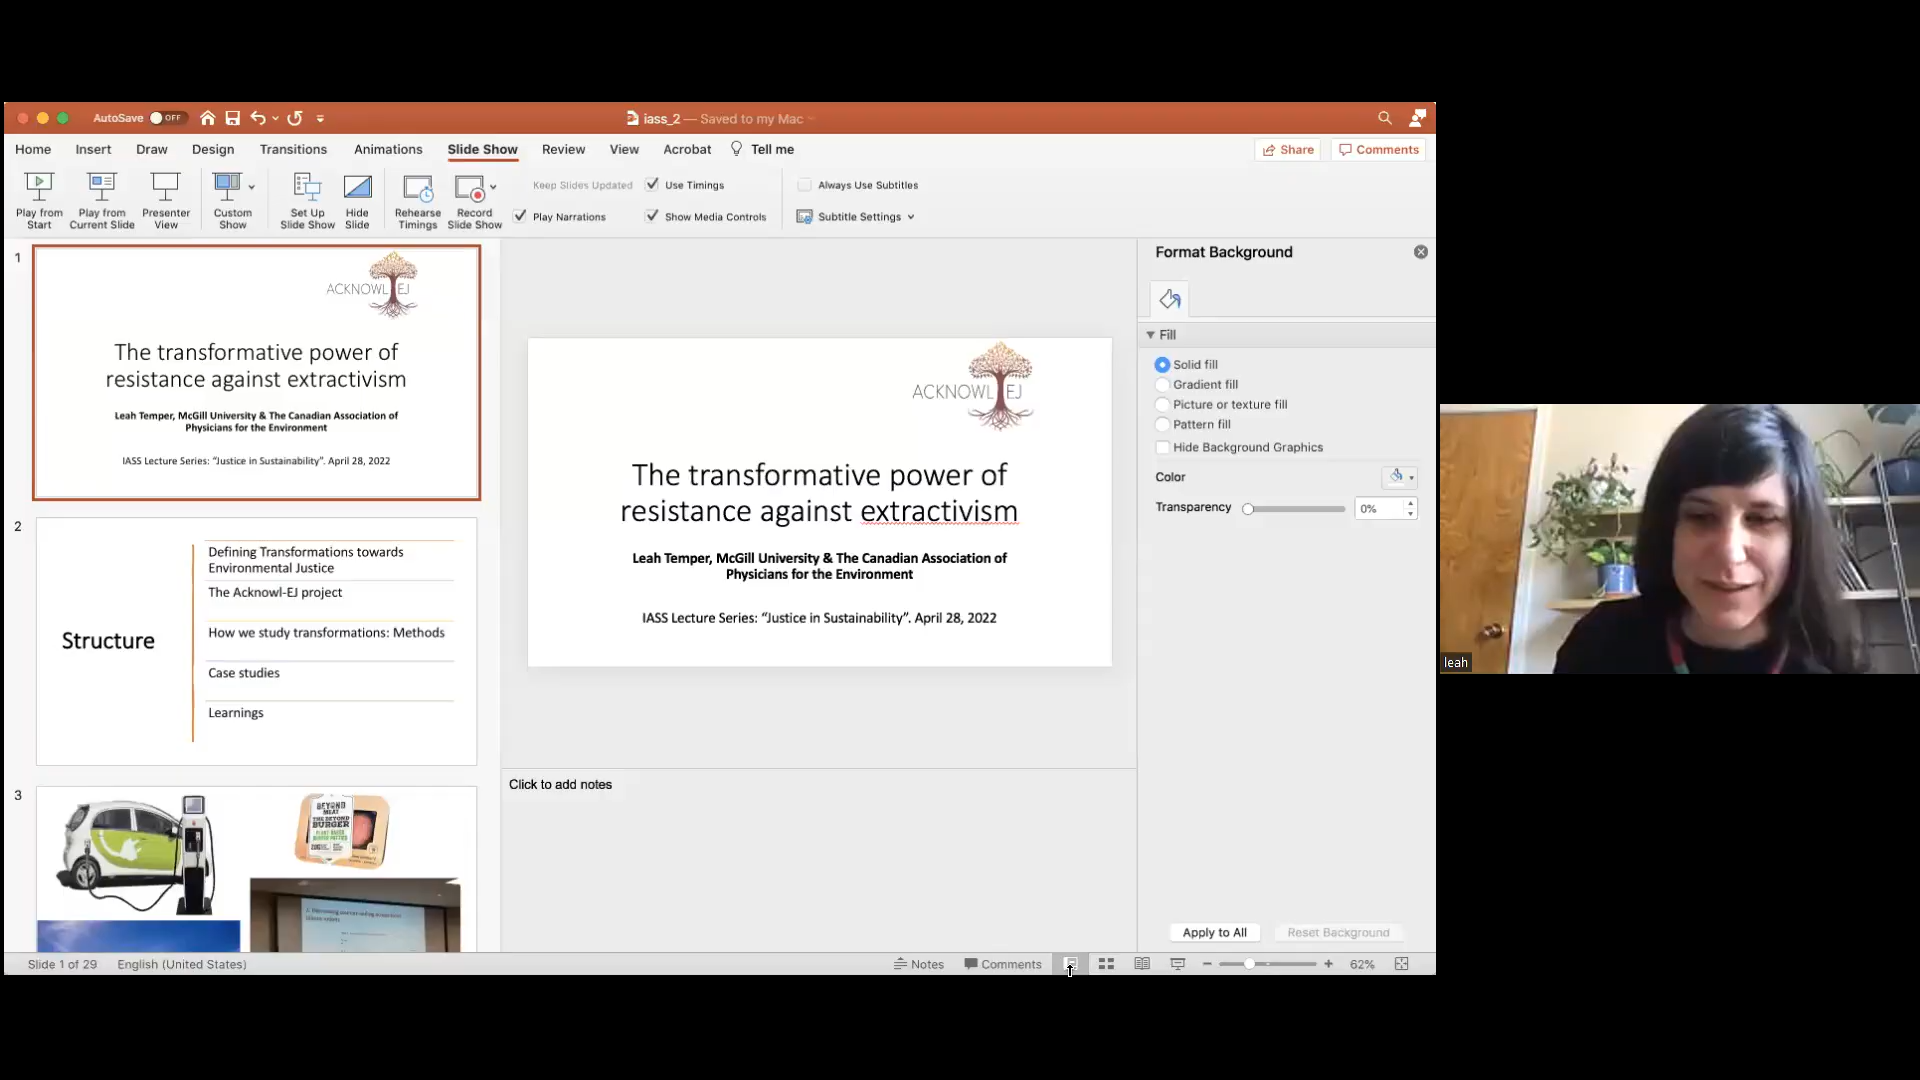 AutoSave OFF
iass_2 — Saved to my Mac
Home Insert Draw Design Transitions Animations Slide Show Review View Acrobat Tell me
Share Comments
Play from
Start
Play from
Current Slide
Presenter
View
Custom
Show
Set Up
Slide Show
Hide
Slide
Rehearse
Timings
Record
Slide Show
Keep Slides Updated
Use Timings
Play Narrations
Show Media Controls
Always Use Subtitles
Subtitle Settings
1
ACKNOWL EJ
The transformative power of
resistance against extractivism
Leah Temper, McGill University & The Canadian Association of
Physicians for the Environment
IASS Lecture Series: “Justice in Sustainability”. April 28, 2022
2
Structure
Defining Transformations towards
Environmental Justice
The Acknowl-EJ project
How we study transformations: Methods
Case studies
Learnings
3
BEYOND
MEAT
THE BEYOND
BURGER
ACKNOWL EJ
The transformative power of
resistance against extractivism
Leah Temper, McGill University & The Canadian Association of
Physicians for the Environment
IASS Lecture Series: “Justice in Sustainability”. April 28, 2022
Click to add notes
Format Background
Fill
Solid fill
Gradient fill
Picture or texture fill
Pattern fill
Hide Background Graphics
Color
Transparency 0%
Apply to All Reset Background
leah
Slide 1 of 29 English (United States)
Notes Comments 62%